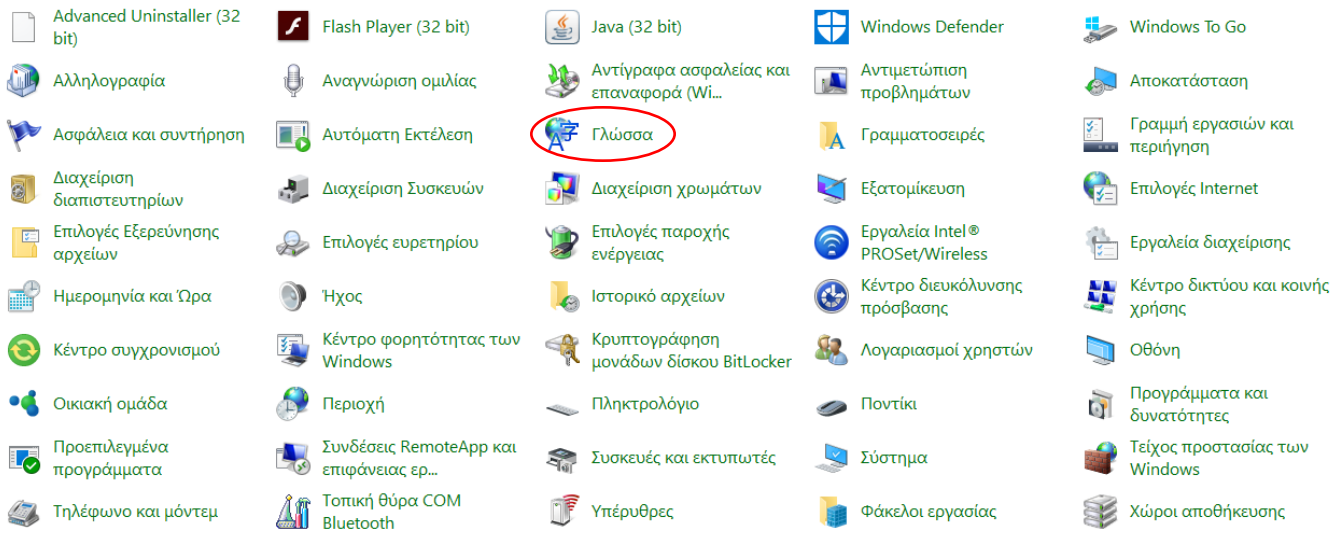 Advanced Uninstaller (32
bit)
Flash Player (32 bit)
Java (32 bit)
Windows Defender
Windows To Go
Αλληλογραφία
Αναγνώριση ομιλίας
Αντίγραφα ασφαλείας και
επαναφορά (Wi...
Αντιμετώπιση
προβλημάτων
Αποκατάσταση
Ασφάλεια και συντήρηση
Αυτόματη Εκτέλεση
Γλώσσα
Γραμματοσειρές
Γραμμή εργασιών και
περιήγηση
Διαχείριση
διαπιστευτηρίων
Διαχείριση Συσκευών
Διαχείριση χρωμάτων
Εξατομίκευση
Επιλογές Internet
Επιλογές Εξερεύνησης
αρχείων
Επιλογές ευρετηρίου
Επιλογές παροχής
ενέργειας
Εργαλεία Intel®
PROSet/Wireless
Εργαλεία διαχείρισης
Ημερομηνία και Ώρα
Ήχος
Ιστορικό αρχείων
Κέντρο διευκόλυνσης
πρόσβασης
Κέντρο δικτύου και κοινής
χρήσης
Κέντρο συγχρονισμού
Κέντρο φορητότητας των
Windows
Κρυπτογράφηση
μονάδων δίσκου BitLocker
Λογαριασμοί χρηστών
Οθόνη
Οικιακή ομάδα
Περιοχή
Πληκτρολόγιο
Ποντίκι
Προγράμματα και
δυνατότητες
Προεπιλεγμένα
προγράμματα
Συνδέσεις RemoteApp και
επιφάνειας ερ...
Συσκευές και εκτυπωτές
Σύστημα
Τείχος προστασίας των
Windows
Τηλέφωνο και μόντεμ
Τοπική θύρα COM
Bluetooth
Υπέρυθρες
Φάκελοι εργασίας
Χώροι αποθήκευσης